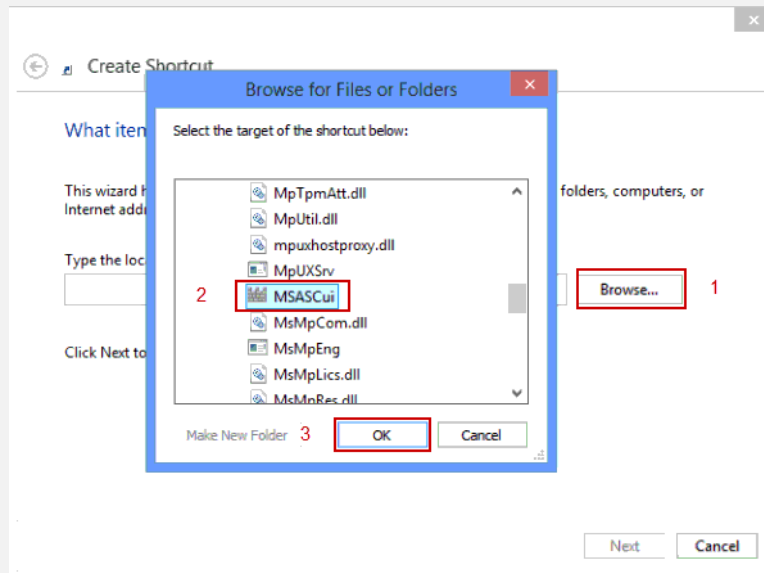 Create Shortcut
Browse for Files or Folders
What item
Select the target of the shortcut below:
This wizard h
folders, computers, or
Internet addr
MpTpmAtt.dll
MpUtil.dll
mpuxhostproxy.dll
MpUXSrv
Type the loc
2
MSASCui
Browse...
1
MsMpCom.dll
MsMpEng
Click Next to
MsMpLics.dll
MsMpRes.dll
Make New Folder
3
OK
Cancel
Next
Cancel